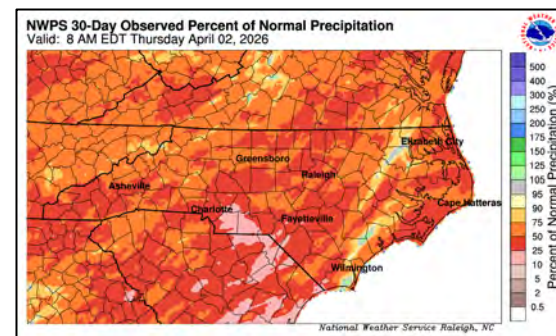 NWPS 30-Day Observed Percent of Normal Precipitation
Valid: 8 AM EDT Thursday April 02, 2026
Elizabeth City
Greensboro
Raleigh
Asheville
Cape Hatteras
Charlotte
Fayetteville
Wilmington
National Weather Service Raleigh, NC
500
400
300
250
200
175
150
125
105
95
90
75
50
25
10
5
2
0.5
Percent of Normal Precipitation (%)